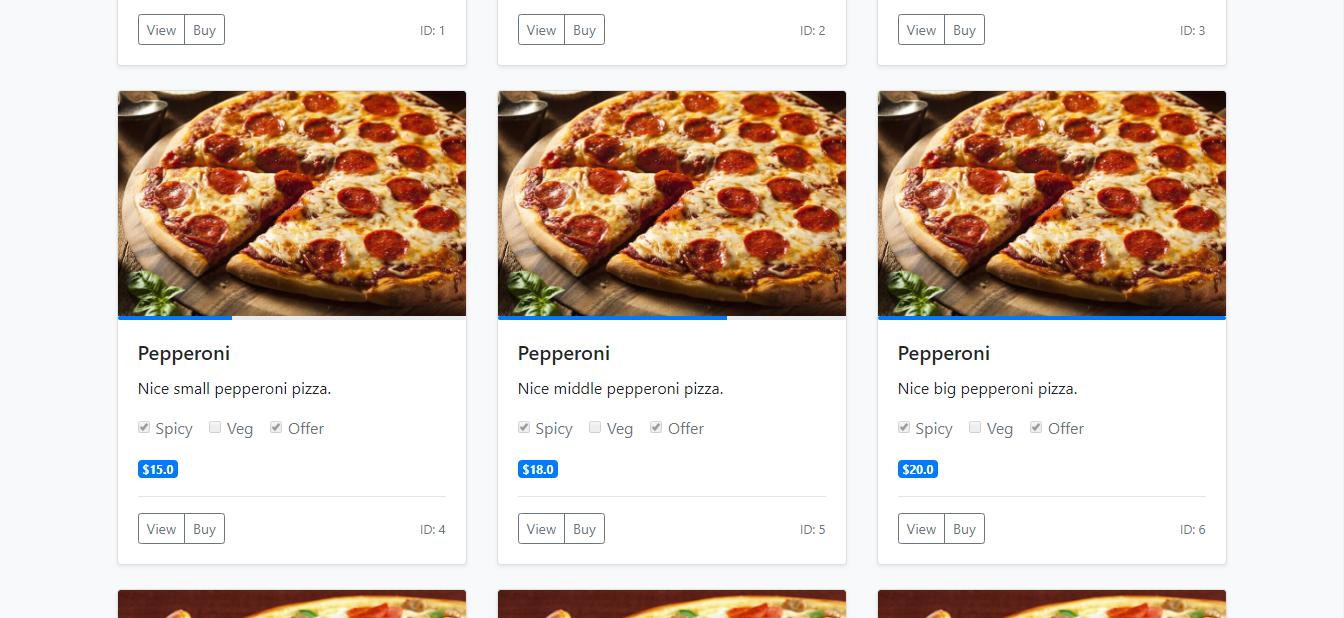 View Buy ID: 1
View Buy ID: 2
View Buy ID: 3
Pepperoni
Nice small pepperoni pizza.
Spicy Veg Offer
$15.0
View Buy ID: 4
Pepperoni
Nice middle pepperoni pizza.
Spicy Veg Offer
$18.0
View Buy ID: 5
Pepperoni
Nice big pepperoni pizza.
Spicy Veg Offer
$20.0
View Buy ID: 6